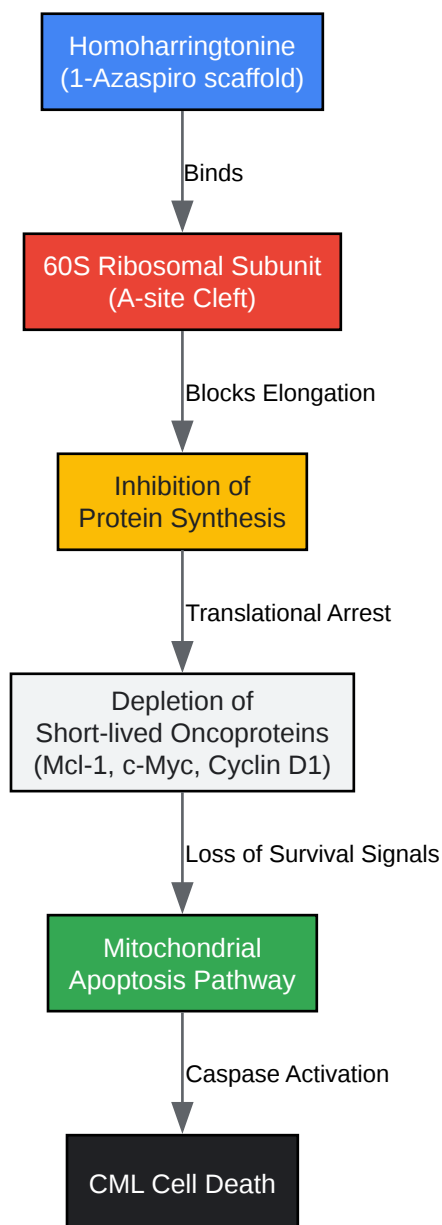 Homoharringtonine
(1-Azaspiro scaffold)
Binds
60S Ribosomal Subunit
(A-site Cleft)
Blocks Elongation
Inhibition of
Protein Synthesis
Translational Arrest
Depletion of
Short-lived Oncoproteins
(Mcl-1, c-Myc, Cyclin D1)
Loss of Survival Signals
Mitochondrial
Apoptosis Pathway
Caspase Activation
CML Cell Death